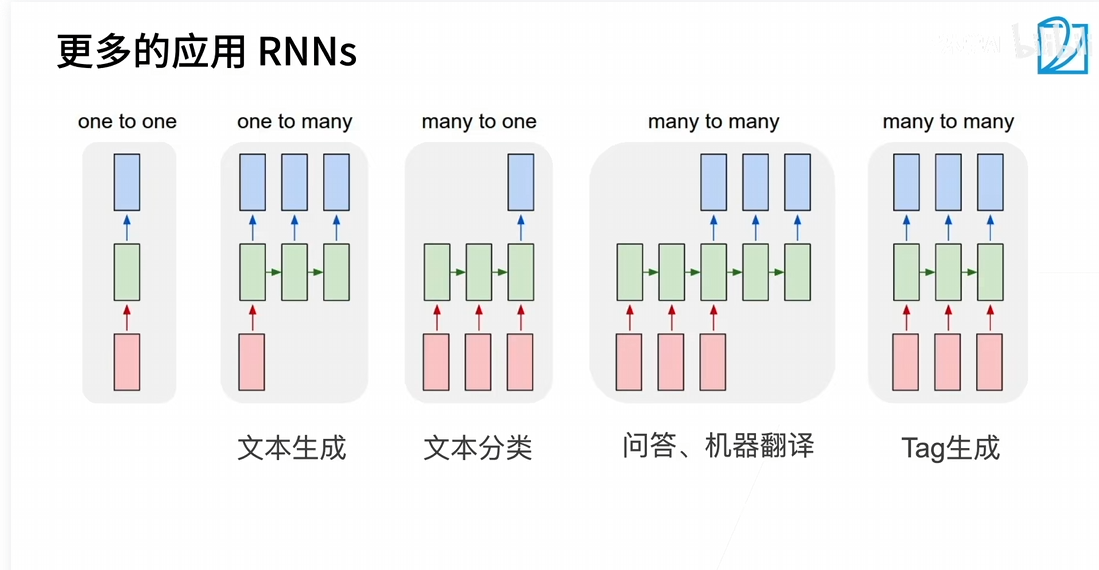 更多的应用 RNNs
one to one
one to many
many to one
many to many
many to many
文本生成
文本分类
问答、机器翻译
Tag生成